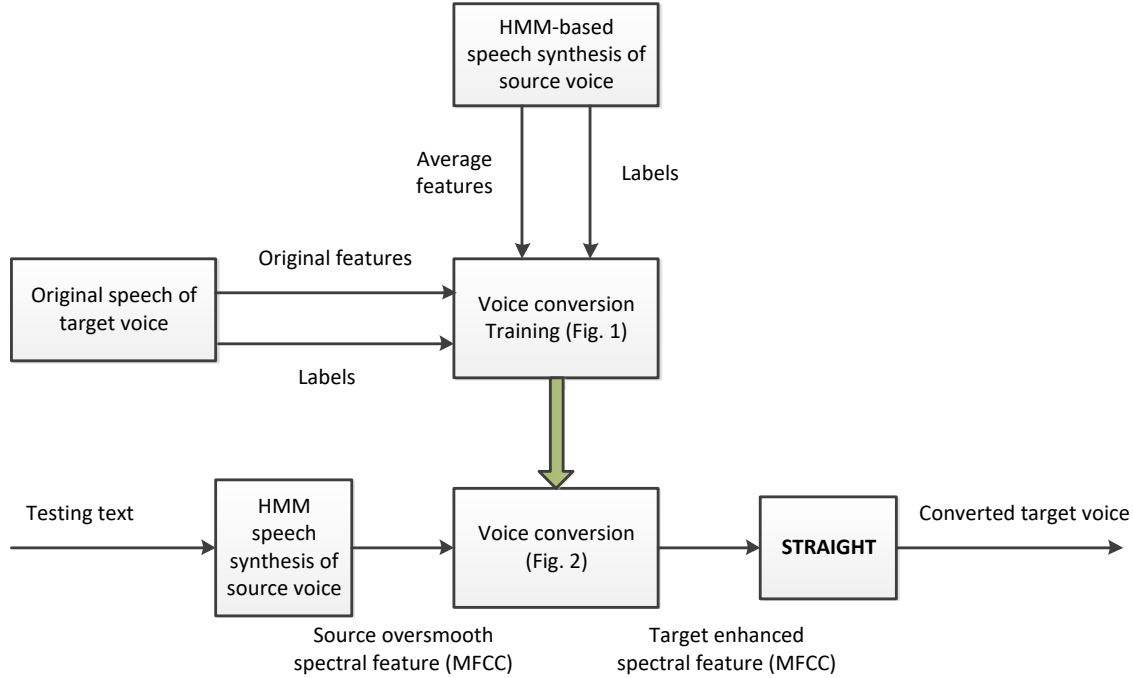 HMM-based
speech synthesis of
source voice
Average
features
Labels
Original features
Original speech of
target voice
Voice conversion
Training (Fig. 1)
Labels
Testing text
HMM
speech
synthesis of
source voice
Voice conversion
(Fig. 2)
STRAIGHT
Converted target voice
Source oversmooth
spectral feature (MFCC)
Target enhanced
spectral feature (MFCC)